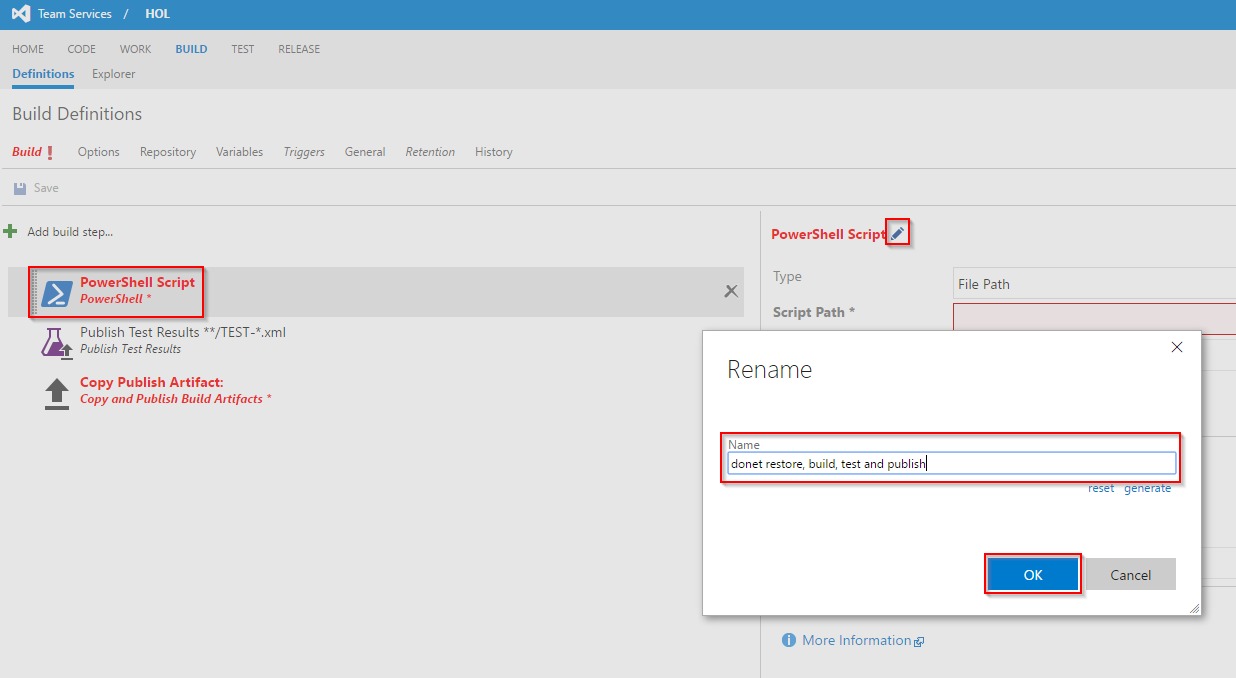 Team Services / HOL
HOME CODE WORK BUILD TEST RELEASE
Definitions Explorer
Build Definitions
Build ! Options Repository Variables Triggers General Retention History
Save
Add build step...
PowerShell Script
PowerShell *
Publish Test Results **/TEST-*.xml
Publish Test Results
Copy Publish Artifact:
Copy and Publish Build Artifacts *
PowerShell Script
Type File Path
Script Path *
Rename
Name
donet restore, build, test and publish
reset generate
OK Cancel
More Information